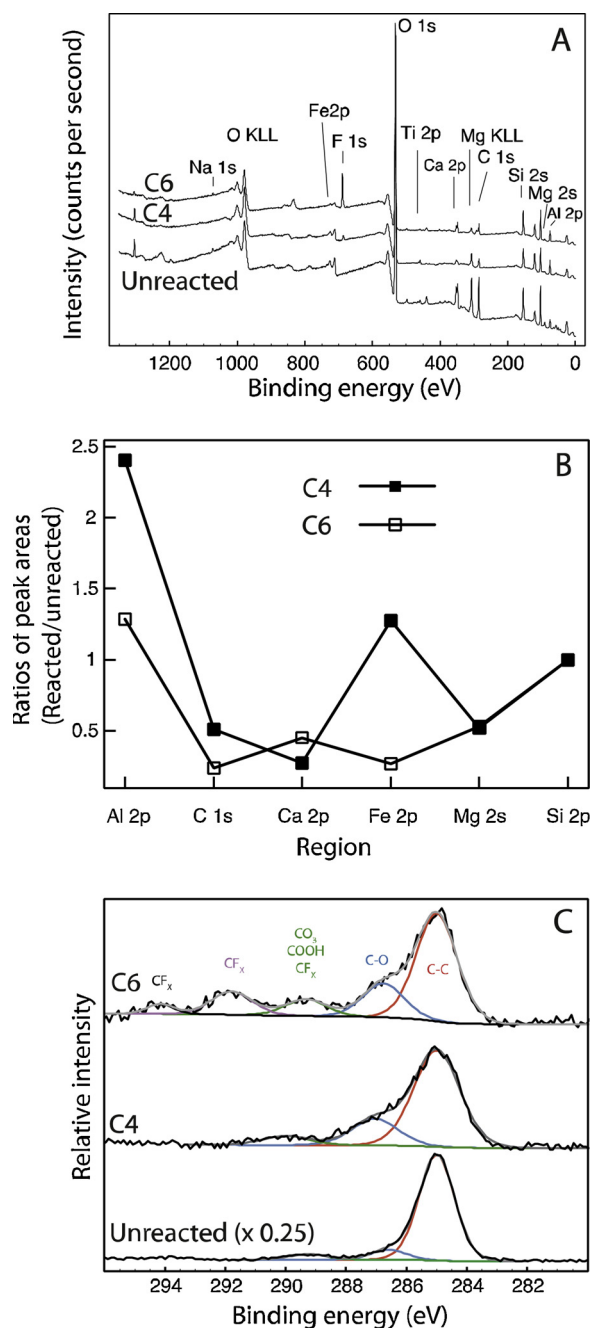 A
O 1s
Fe2p
O KLL
F 1s
Na 1s
Ti 2p
Mg KLL
Ca 2p
C 1s
Si 2s
Mg 2s
Al 2p
C6
C4
Unreacted
Intensity (counts per second)
1200 1000 800 600 400 200 0
Binding energy (eV)
B
C4
C6
Ratios of peak areas
(Reacted/unreacted)
2.5
2
1.5
1
0.5
Al 2p C 1s Ca 2p Fe 2p Mg 2s Si 2p
Region
C
CO3
COOH
CFx
CFx
CFx
C-O
C-C
C6
C4
Unreacted (x 0.25)
Relative intensity
294 292 290 288 286 284 282
Binding energy (eV)